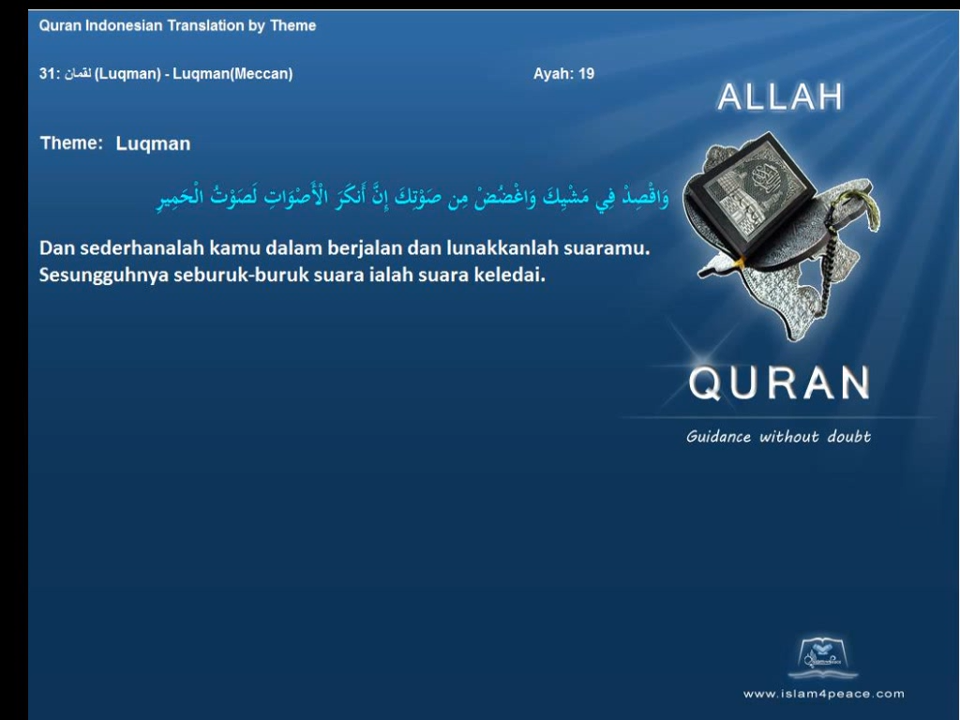 Quran Indonesian Translation by Theme
31: لقمان (Luqman) - Luqman(Meccan) Ayah: 19
ALLAH
Theme: Luqman
وَاقْصِدْ فِي مَشْيِكَ وَاغْضُضْ مِن صَوْتِكَ إِنَّ أَنكَرَ الْأَصْوَاتِ لَصَوْتُ الْحَمِيرِ
Dan sederhanalah kamu dalam berjalan dan lunakkanlah suaramu.
Sesungguhnya seburuk-buruk suara ialah suara keledai.
QURAN
Guidance without doubt
www.islam4peace.com